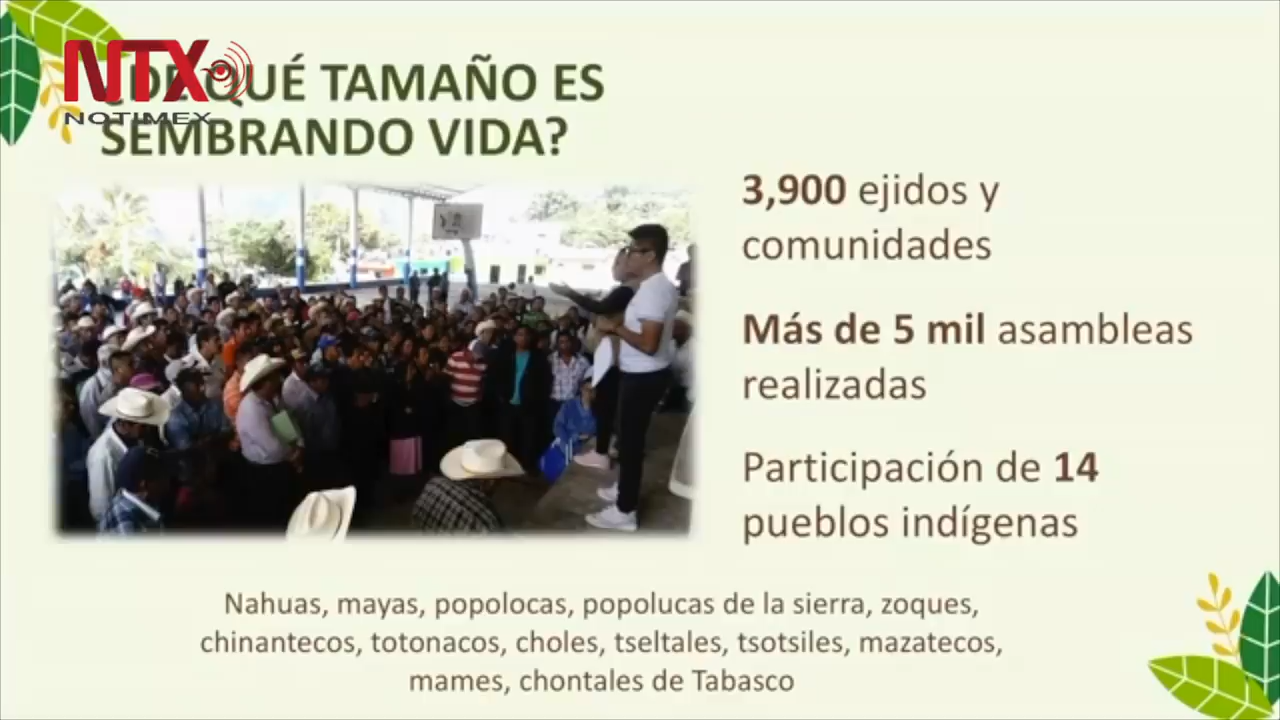 NTX
NOTIMEX
¿DE QUÉ TAMAÑO ES
SEMBRANDO VIDA?
3,900 ejidos y
comunidades
Más de 5 mil asambleas
realizadas
Participación de 14
pueblos indígenas
Nahuas, mayas, popolocas, popolucas de la sierra, zoques,
chinantecos, totonacos, choles, tseltales, tsotsiles, mazatecos,
mames, chontales de Tabasco